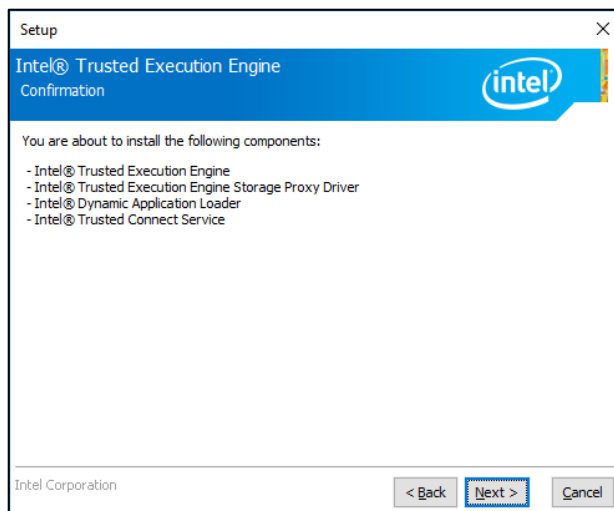 Setup
Intel® Trusted Execution Engine
Confirmation
intel
You are about to install the following components:
- Intel® Trusted Execution Engine
- Intel® Trusted Execution Engine Storage Proxy Driver
- Intel® Dynamic Application Loader
- Intel® Trusted Connect Service
Intel Corporation
< Back
Next >
Cancel